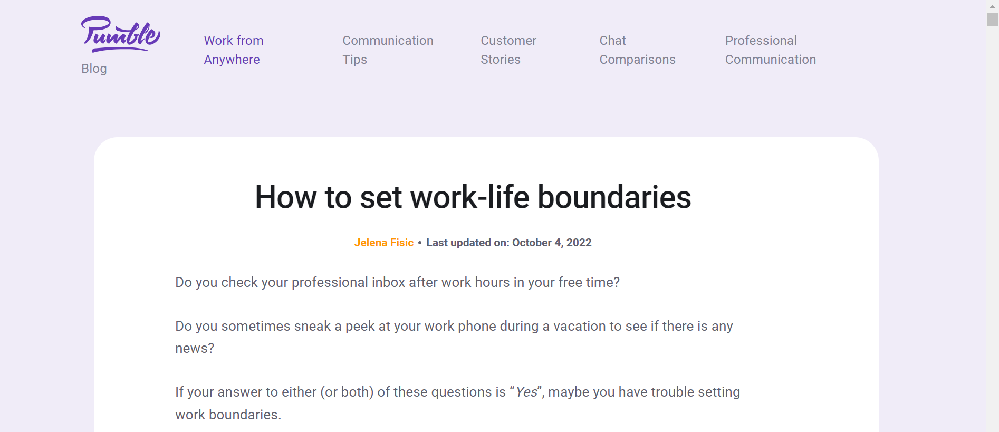 Pumble
Blog
Work from
Anywhere
Communication
Tips
Customer
Stories
Chat
Comparisons
Professional
Communication
How to set work-life boundaries
Jelena Fisic • Last updated on: October 4, 2022
Do you check your professional inbox after work hours in your free time?
Do you sometimes sneak a peek at your work phone during a vacation to see if there is any
news?
If your answer to either (or both) of these questions is “Yes”, maybe you have trouble setting
work boundaries.